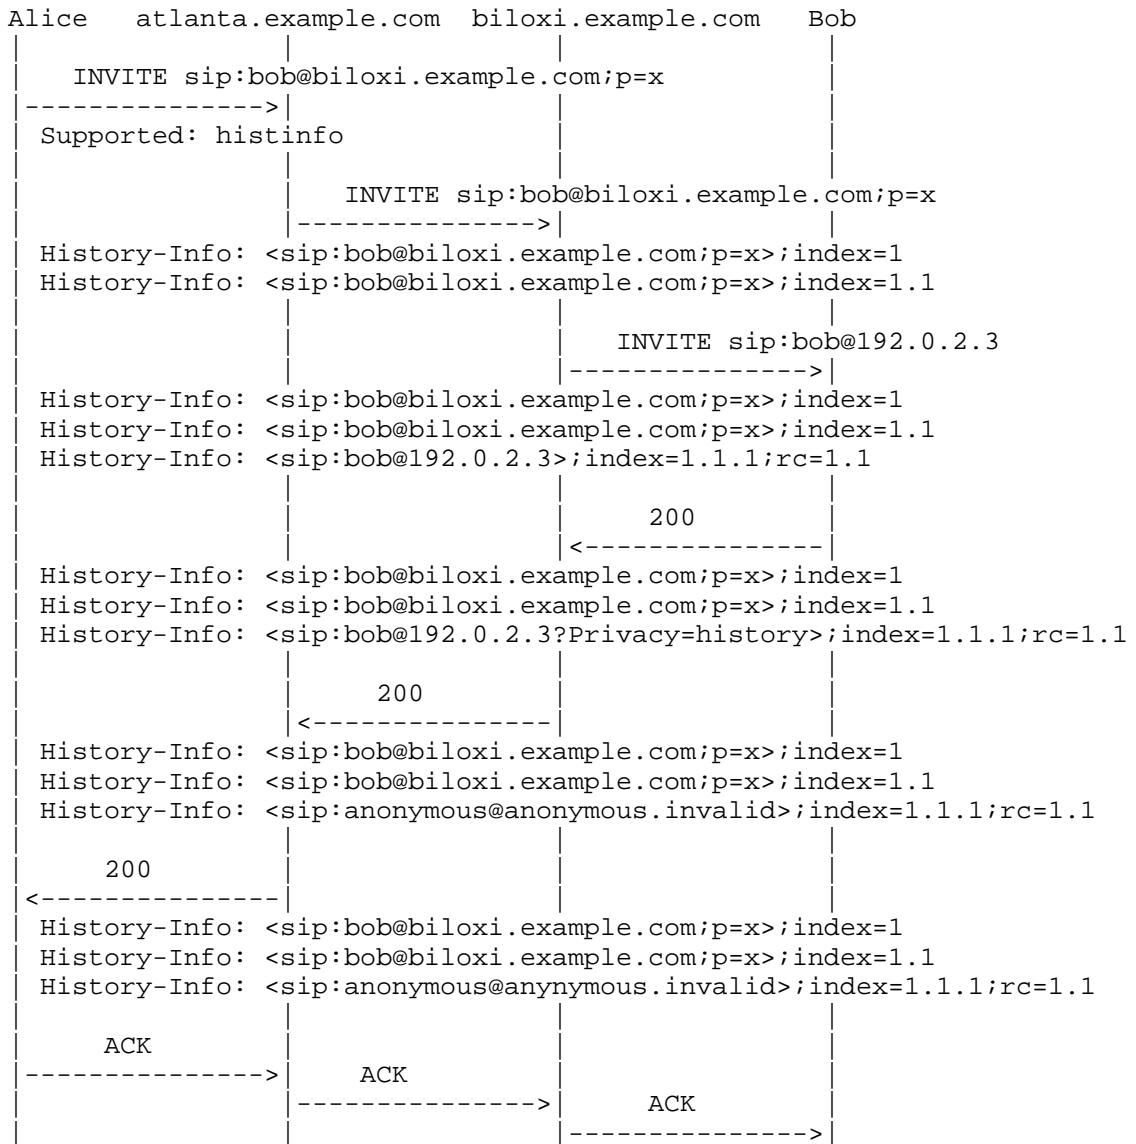 Alice   atlanta.example.com  biloxi.example.com   Bob
INVITE sip:bob@biloxi.example.com;p=x
Supported: histinfo
INVITE sip:bob@biloxi.example.com;p=x
History-Info: <sip:bob@biloxi.example.com;p=x>;index=1
History-Info: <sip:bob@biloxi.example.com;p=x>;index=1.1
INVITE sip:bob@192.0.2.3
History-Info: <sip:bob@biloxi.example.com;p=x>;index=1
History-Info: <sip:bob@biloxi.example.com;p=x>;index=1.1
History-Info: <sip:bob@192.0.2.3>;index=1.1.1;rc=1.1
200
History-Info: <sip:bob@biloxi.example.com;p=x>;index=1
History-Info: <sip:bob@biloxi.example.com;p=x>;index=1.1
History-Info: <sip:bob@192.0.2.3?Privacy=history>;index=1.1.1;rc=1.1
200
History-Info: <sip:bob@biloxi.example.com;p=x>;index=1
History-Info: <sip:bob@biloxi.example.com;p=x>;index=1.1
History-Info: <sip:anonymous@anonymous.invalid>;index=1.1.1;rc=1.1
200
History-Info: <sip:bob@biloxi.example.com;p=x>;index=1
History-Info: <sip:bob@biloxi.example.com;p=x>;index=1.1
History-Info: <sip:anonymous@anynymous.invalid>;index=1.1.1;rc=1.1
ACK
ACK
ACK